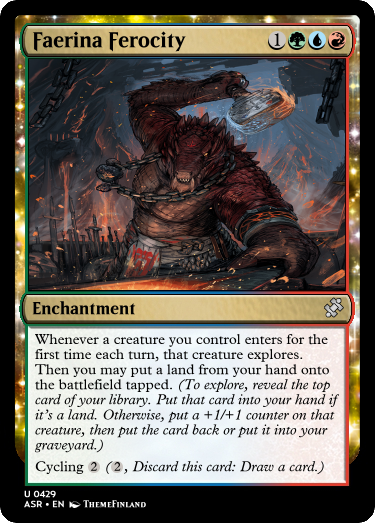 Faerina Ferocity 1
Enchantment
Whenever a creature you control enters for
the first time each turn, that creature explores.
Then you may put a land from your hand onto
the battlefield tapped. (To explore, reveal the top
card of your library. Put that card into your hand if
it's a land. Otherwise, put a +1/+1 counter on that
creature, then put the card back or put it into your
graveyard.)
Cycling 2 (2, Discard this card: Draw a card.)
U 0429
ASR • EN ThemeFinland